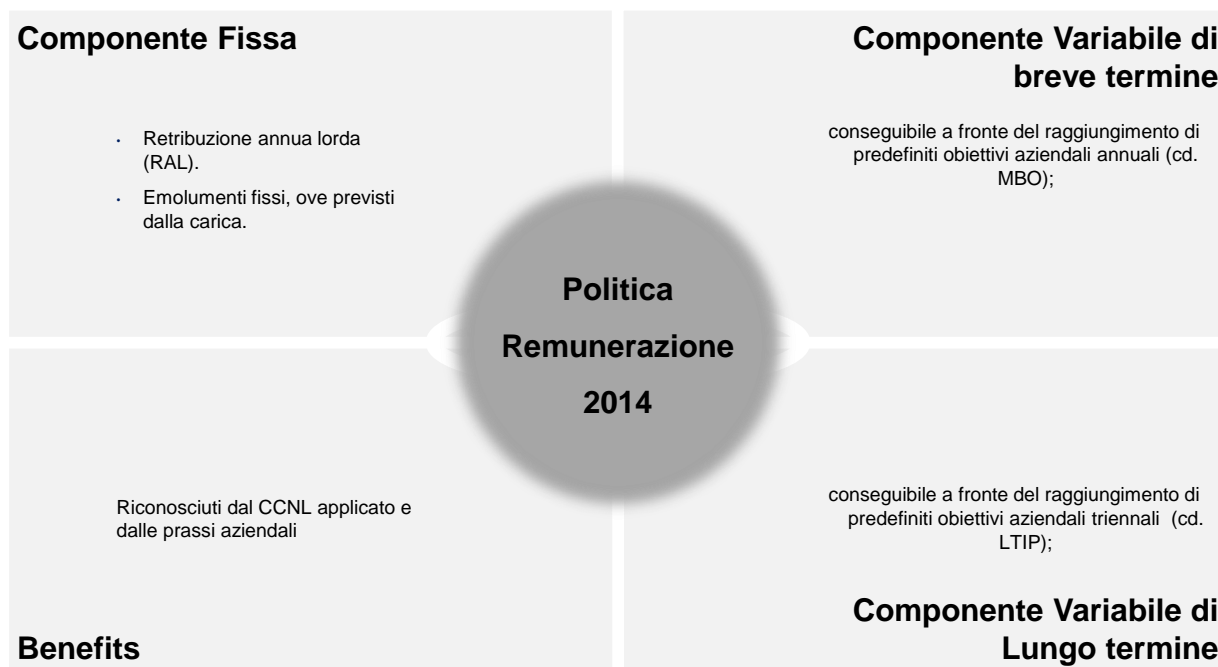 Componente Fissa
• Retribuzione annua lorda
(RAL).
• Emolumenti fissi, ove previsti
dalla carica.
Componente Variabile di
breve termine
conseguibile a fronte del raggiungimento di
predefiniti obiettivi aziendali annuali (cd.
MBO);
Politica
Remunerazione
2014
Riconosciuti dal CCNL applicato e
dalle prassi aziendali
Benefits
conseguibile a fronte del raggiungimento di
predefiniti obiettivi aziendali triennali (cd.
LTIP);
Componente Variabile di
Lungo termine